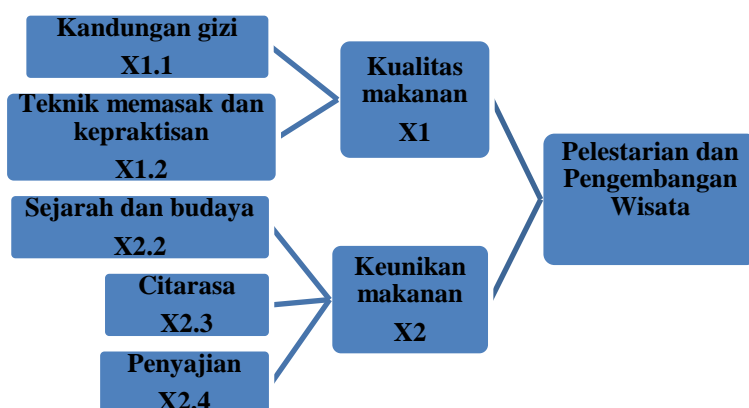 Kandungan gizi
X1.1
Teknik memasak dan
kepraktisan
X1.2
Sejarah dan budaya
X2.2
Citarasa
X2.3
Penyajian
X2.4
Kualitas
makanan
X1
Keunikan
makanan
X2
Pelestarian dan
Pengembangan
Wisata